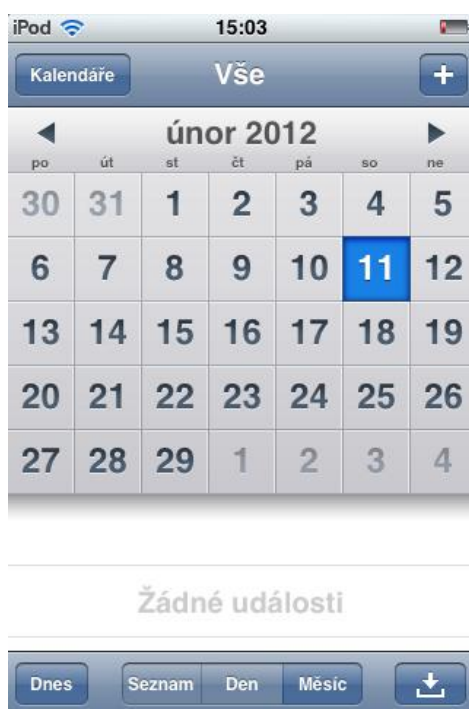 iPod 15:03
Kalendáře Vše +
únor 2012
po út st čt pá so ne
30 31 1 2 3 4 5
6 7 8 9 10 11 12
13 14 15 16 17 18 19
20 21 22 23 24 25 26
27 28 29 1 2 3 4
Žádné události
Dnes Seznam Den Měsíc